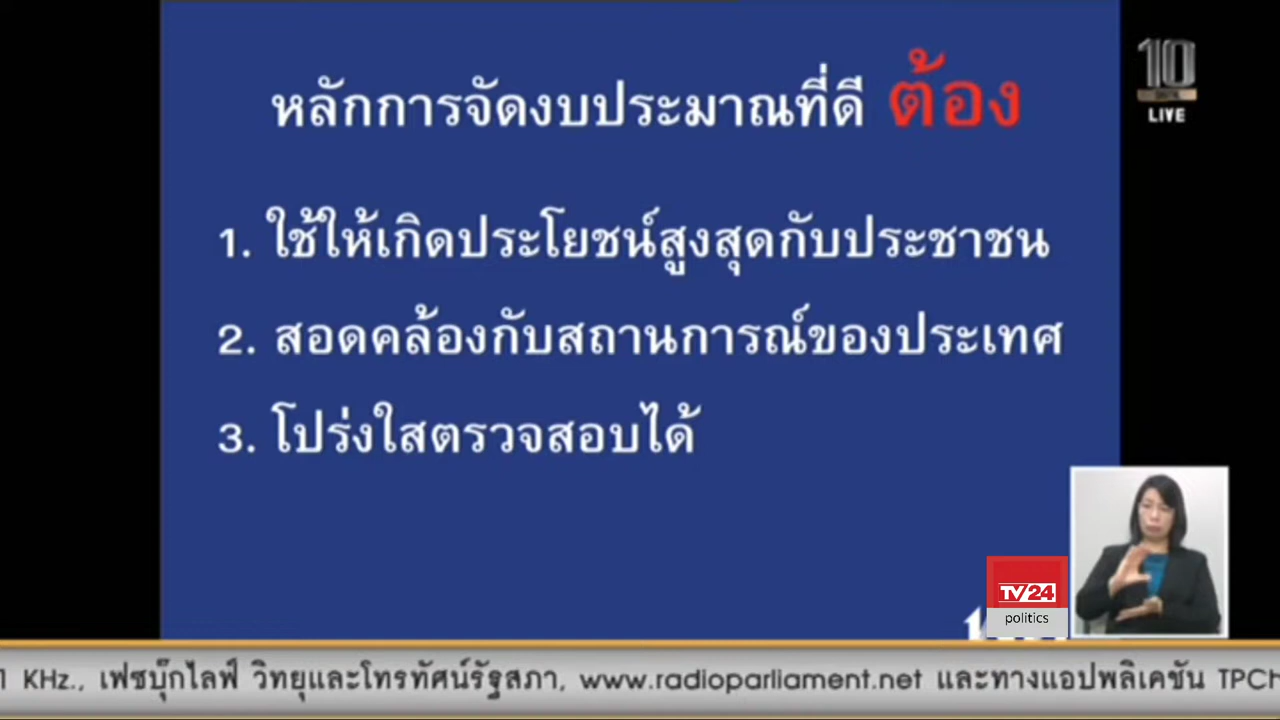 หลักการจัดงบประมาณที่ดี ต้อง
10
LIVE
1. ใช้ให้เกิดประโยชน์สูงสุดกับประชาชน
2. สอดคล้องกับสถานการณ์ของประเทศ
3. โปร่งใสตรวจสอบได้
TV24
politics
1 KHz., เฟซบุ๊กไลฟ์ วิทยุและโทรทัศน์รัฐสภา, www.radioparliament.net และทางแอปพลิเคชัน TPCh